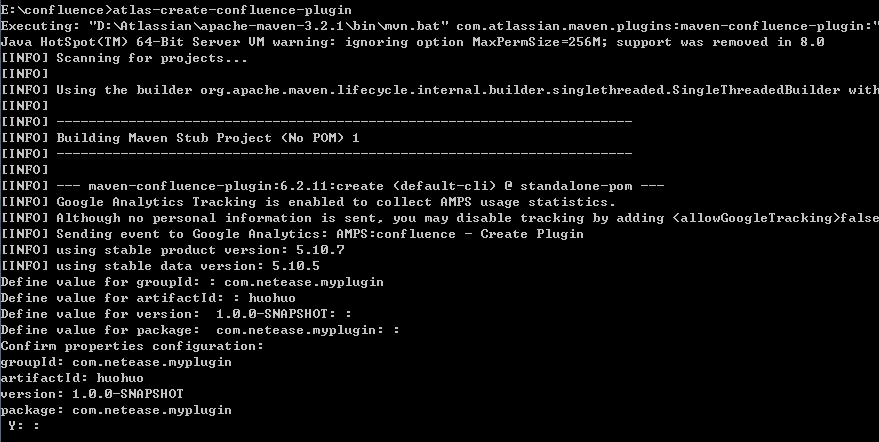 E:\confluence>atlas-create-confluence-plugin
Executing: "D:\Atlassian\apache-maven-3.2.1\bin\mvn.bat" com.atlassian.maven.plugins:maven-confluence-plugin:"
Java HotSpot(TM) 64-Bit Server VM warning: ignoring option MaxPermSize=256M; support was removed in 8.0
[INFO] Scanning for projects...
[INFO]
[INFO] Using the builder org.apache.maven.lifecycle.internal.builder.singlethreaded.SingleThreadedBuilder with
[INFO]
[INFO] ------------------------------------------------------------------------
[INFO] Building Maven Stub Project (No POM) 1
[INFO] ------------------------------------------------------------------------
[INFO]
[INFO] --- maven-confluence-plugin:6.2.11:create (default-cli) @ standalone-pom ---
[INFO] Google Analytics Tracking is enabled to collect AMPS usage statistics.
[INFO] Although no personal information is sent, you may disable tracking by adding <allowGoogleTracking>false
[INFO] Sending event to Google Analytics: AMPS:confluence - Create Plugin
[INFO] using stable product version: 5.10.7
[INFO] using stable data version: 5.10.5
Define value for groupId: : com.netease.myplugin
Define value for artifactId: : huohuo
Define value for version:  1.0.0-SNAPSHOT: :
Define value for package:  com.netease.myplugin: :
Confirm properties configuration:
groupId: com.netease.myplugin
artifactId: huohuo
version: 1.0.0-SNAPSHOT
package: com.netease.myplugin
 Y: :